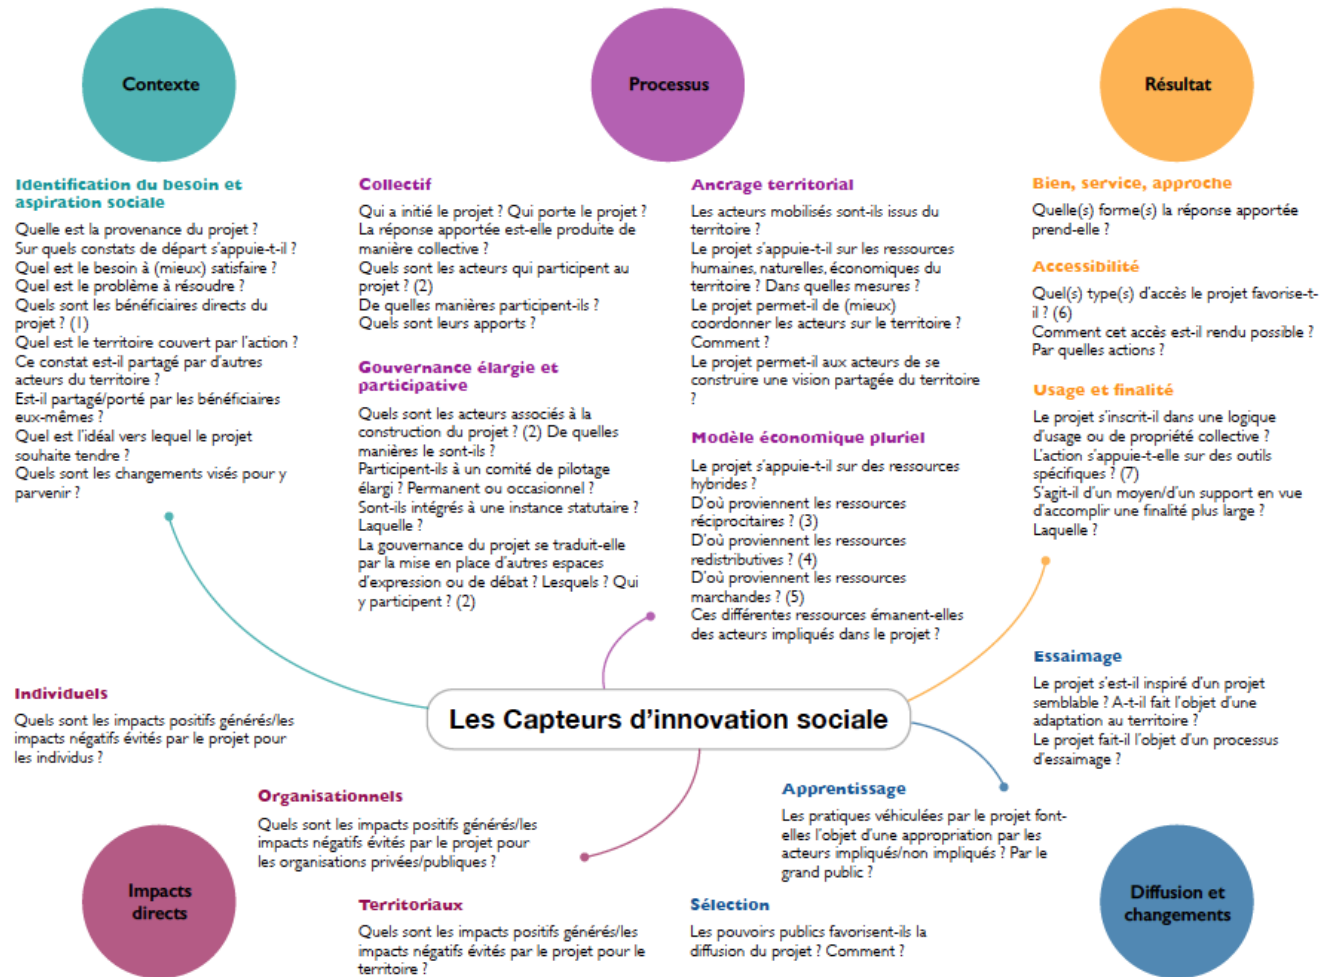 Contexte
Identification du besoin et
aspiration sociale
Quelle est la provenance du projet ?
Sur quels constats de départ s'appuie-t-il ?
Quel est le besoin à (mieux) satisfaire ?
Quel est le problème à résoudre ?
Quels sont les bénéficiaires directs du
projet ? (1)
Quel est le territoire couvert par l'action ?
Ce constat est-il partagé par d'autres
acteurs du territoire ?
Est-il partagé/porté par les bénéficiaires
eux-mêmes ?
Quel est l'idéal vers lequel le projet
souhaite tendre ?
Quels sont les changements visés pour y
parvenir ?
Processus
Collectif
Qui a initié le projet ? Qui porte le projet ?
La réponse apportée est-elle produite de
manière collective ?
Quels sont les acteurs qui participent au
projet ? (2)
De quelles manières participent-ils ?
Quels sont leurs apports ?
Gouvernance élargie et
participative
Quels sont les acteurs associés à la
construction du projet ? (2) De quelles
manières le sont-ils ?
Participent-ils à un comité de pilotage
élargi ? Permanent ou occasionnel ?
Sont-ils intégrés à une instance statutaire ?
Laquelle ?
La gouvernance du projet se traduit-elle
par la mise en place d'autres espaces
d'expression ou de débat ? Lesquels ? Qui
y participent ? (2)
Ancrage territorial
Les acteurs mobilisés sont-ils issus du
territoire ?
Le projet s'appuie-t-il sur les ressources
humaines, naturelles, économiques du
territoire ? Dans quelles mesures ?
Le projet permet-il de (mieux)
coordonner les acteurs sur le territoire ?
Comment ?
Le projet permet-il aux acteurs de se
construire une vision partagée du territoire
?
Modèle économique pluriel
Le projet s'appuie-t-il sur des ressources
hybrides ?
D'où proviennent les ressources
réciprocitaires ? (3)
D'où proviennent les ressources
redistributives ? (4)
D'où proviennent les ressources
marchandes ? (5)
Ces différentes ressources émanent-elles
des acteurs impliqués dans le projet ?
Résultat
Bien, service, approche
Quelle(s) forme(s) la réponse apportée
prend-elle ?
Accessibilité
Quel(s) type(s) d'accès le projet favorise-t-
il ? (6)
Comment cet accès est-il rendu possible ?
Par quelles actions ?
Usage et finalité
Le projet s'inscrit-il dans une logique
d'usage ou de propriété collective ?
L'action s'appuie-t-elle sur des outils
spécifiques ? (7)
S'agit-il d'un moyen/d'un support en vue
d'accomplir une finalité plus large ?
Laquelle ?
Les Capteurs d'innovation sociale
Individuels
Quels sont les impacts positifs générés/les
impacts négatifs évités par le projet pour
les individus ?
Organisationnels
Quels sont les impacts positifs générés/les
impacts négatifs évités par le projet pour
les organisations privées/publiques ?
Territoriaux
Quels sont les impacts positifs générés/les
impacts négatifs évités par le projet pour le
territoire ?
Impacts
directs
Essaimage
Le projet s'est-il inspiré d'un projet
semblable ? A-t-il fait l'objet d'une
adaptation au territoire ?
Le projet fait-il l'objet d'un processus
d'essaimage ?
Apprentissage
Les pratiques véhiculées par le projet font-
elles l'objet d'une appropriation par les
acteurs impliqués/non impliqués ? Par le
grand public ?
Sélection
Les pouvoirs publics favorisent-ils la
diffusion du projet ? Comment ?
Diffusion et
changements